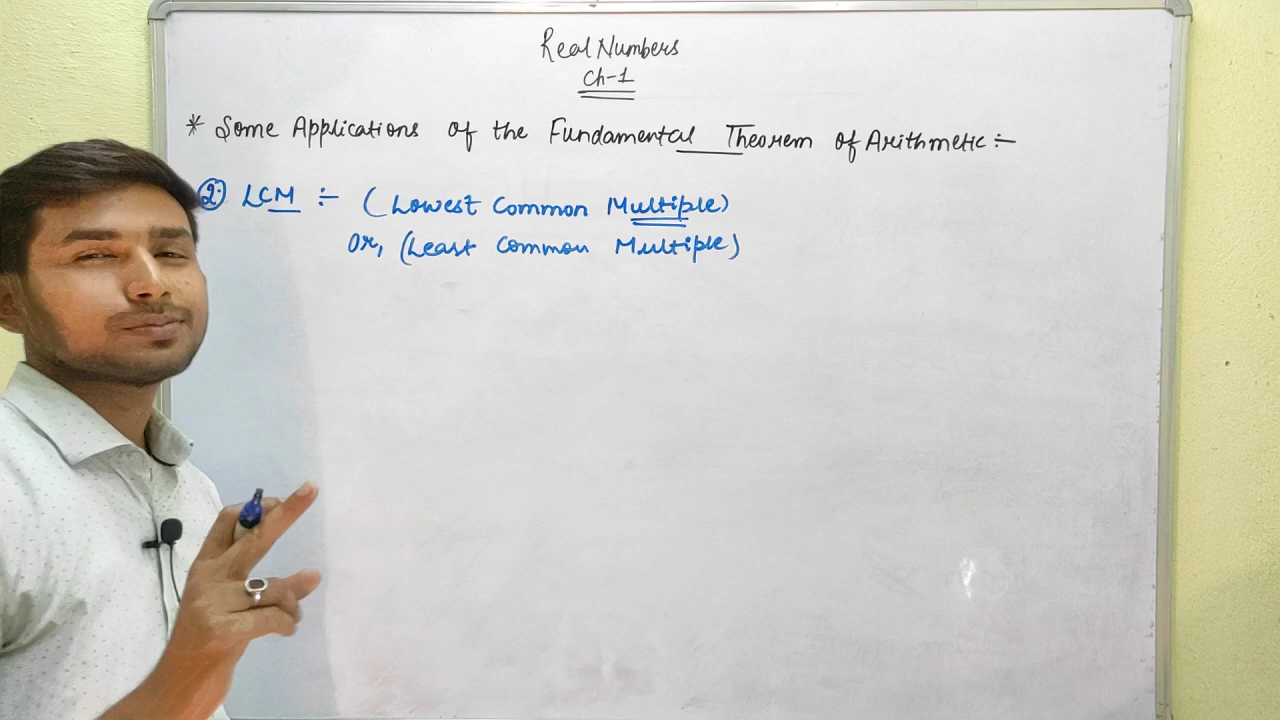 Real Numbers
Ch-1
* Some Applications of the Fundamental Theorem of Arithmetic :-
2. LCM :- (Lowest Common Multiple)
Or, (Least Common Multiple)